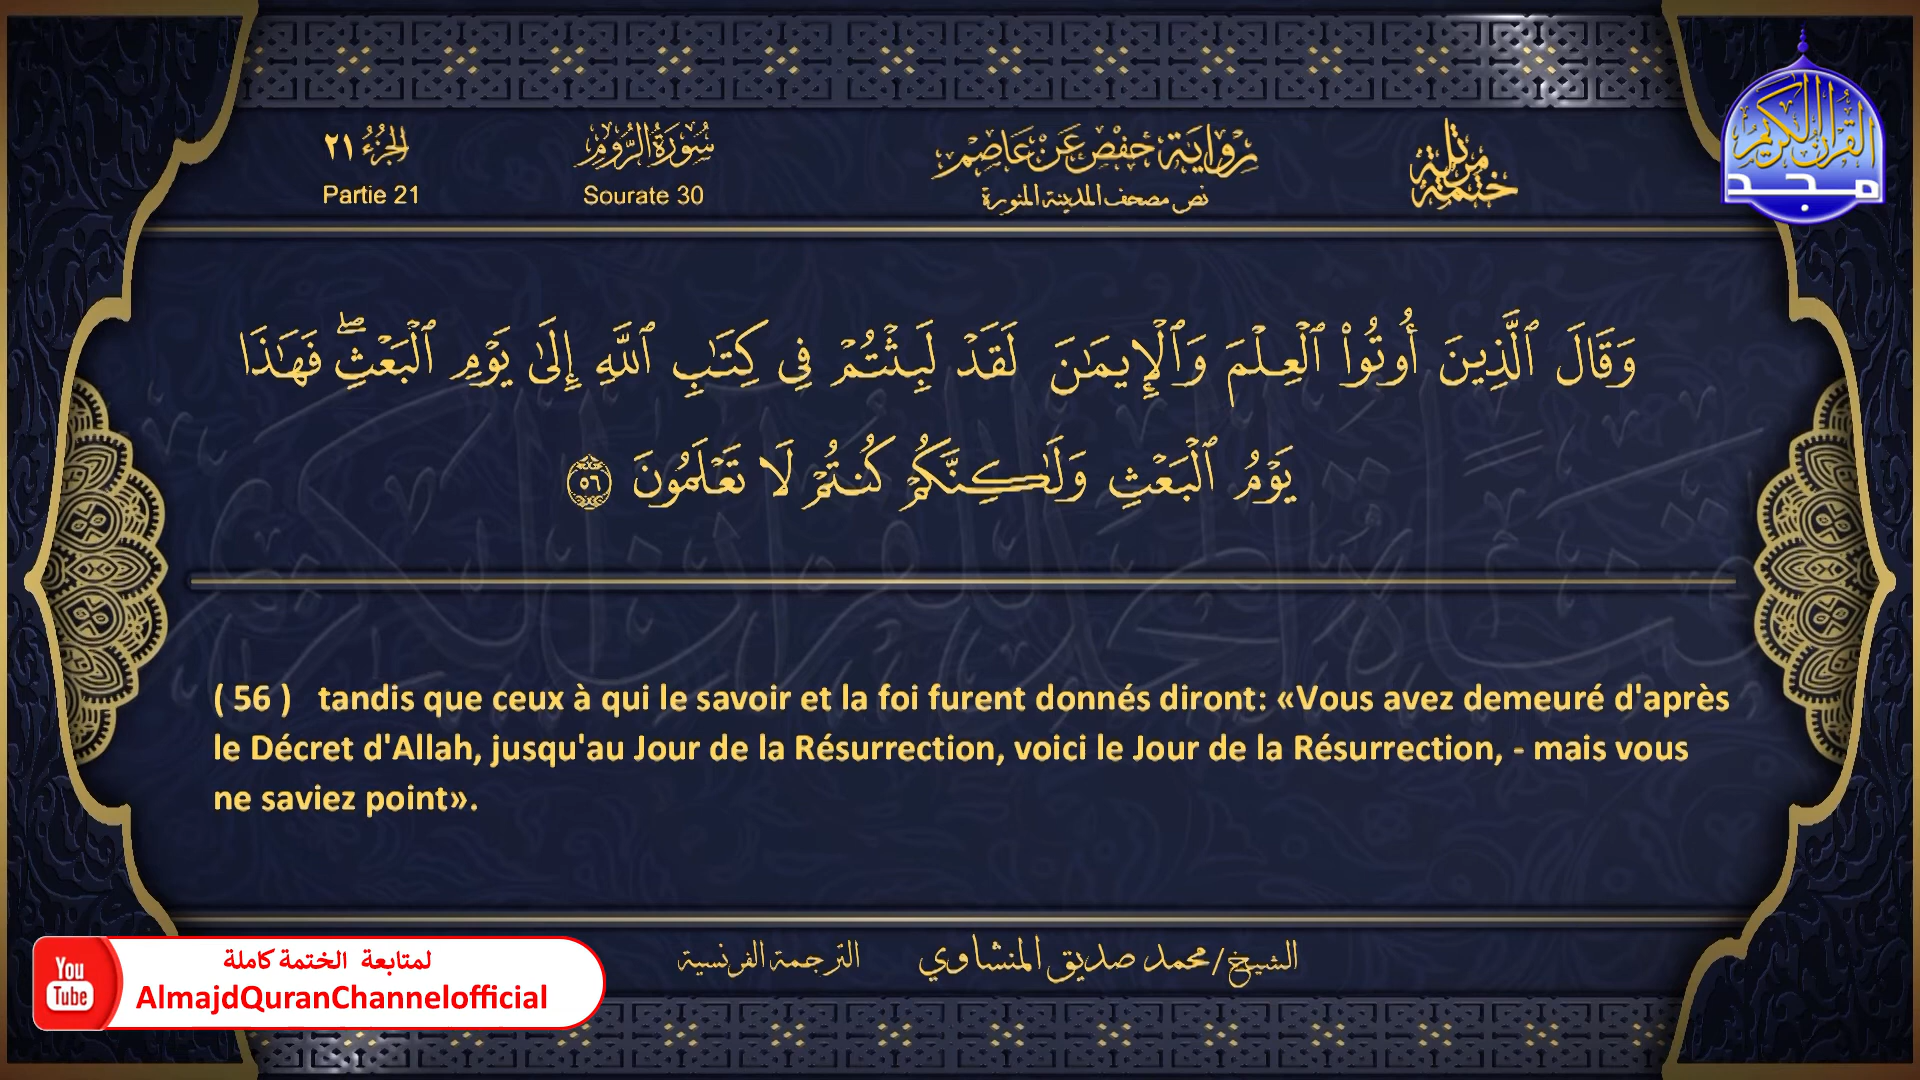 الجزء ٢١
Partie 21
سورة الروم
Sourate 30
رواية حفص عن عاصم
نص مصحف المدينة المنورة
ختمة مرتلة
القرآن الكريم
مجد
وَقَالَ ٱلَّذِينَ أُوتُوا۟ ٱلْعِلْمَ وَٱلْإِيمَـٰنَ لَقَدْ لَبِثْتُمْ فِى كِتَـٰبِ ٱللَّهِ إِلَىٰ يَوْمِ ٱلْبَعْثِ ۖ فَهَـٰذَا
يَوْمُ ٱلْبَعْثِ وَلَـٰكِنَّكُمْ كُنتُمْ لَا تَعْلَمُونَ ٥٦
( 56 ) tandis que ceux à qui le savoir et la foi furent donnés diront: «Vous avez demeuré d'après
le Décret d'Allah, jusqu'au Jour de la Résurrection, voici le Jour de la Résurrection, - mais vous
ne saviez point».
الشيخ/محمد صديق المنشاوي
الترجمة الفرنسية
You
Tube
لمتابعة الختمة كاملة
AlmajdQuranChannelofficial